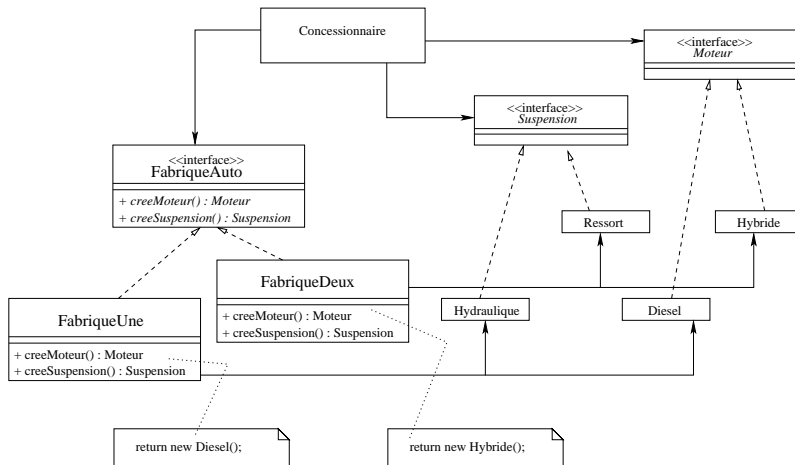 Concessionnaire
<<interface>>
Moteur
<<interface>>
Suspension
<<interface>>
FabriqueAuto
+ creeMoteur() : Moteur
+ creeSuspension() : Suspension
Ressort
Hybride
FabriqueDeux
+ creeMoteur() : Moteur
+ creeSuspension() : Suspension
Hydraulique
Diesel
FabriqueUne
+ creeMoteur() : Moteur
+ creeSuspension() : Suspension
return new Diesel();
return new Hybride();